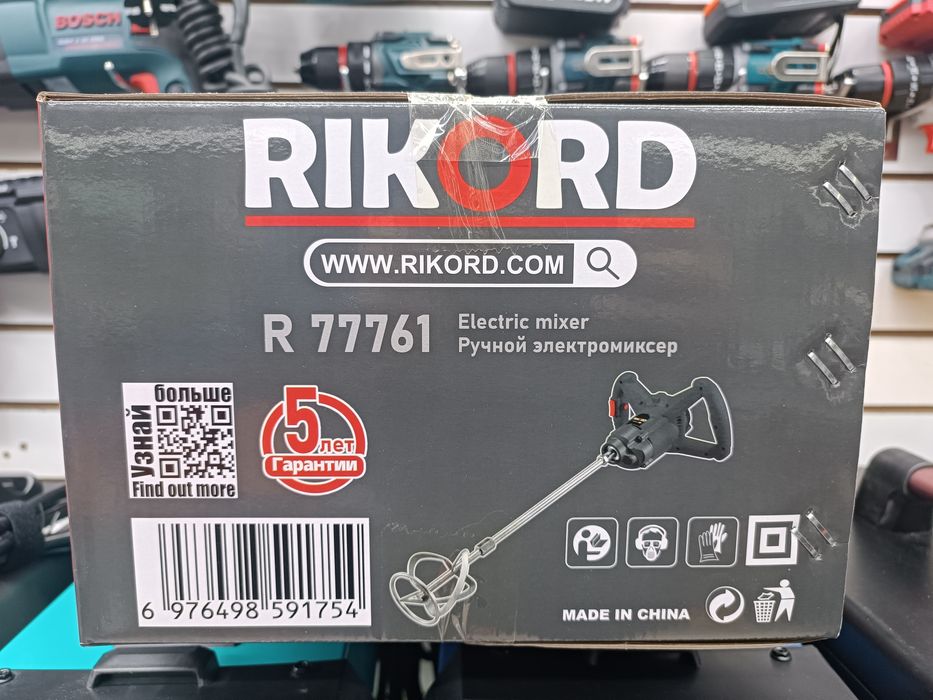 BOSCH
RIKORD
WWW.RIKORD.COM
R 77761
Electric mixer
Ручной электромиксер
Узнай
больше
Find out more
5 лет
Гарантии
6 976498 591754
MADE IN CHINA